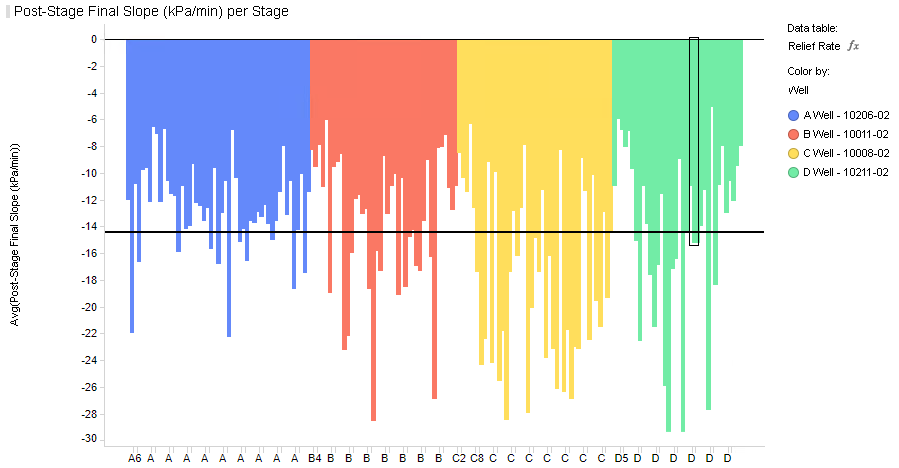 Post-Stage Final Slope (kPa/min) per Stage
Data table:
Relief Rate fx
Color by:
Well
A Well - 10206-02
B Well - 10011-02
C Well - 10008-02
D Well - 10211-02
Avg(Post-Stage Final Slope (kPa/min))
0
-2
-4
-6
-8
-10
-12
-14
-16
-18
-20
-22
-24
-26
-28
-30
A6 A A A A A A A A A B4 B B B B B B B C2 C8 C C C C C C C D5 D D D D D D